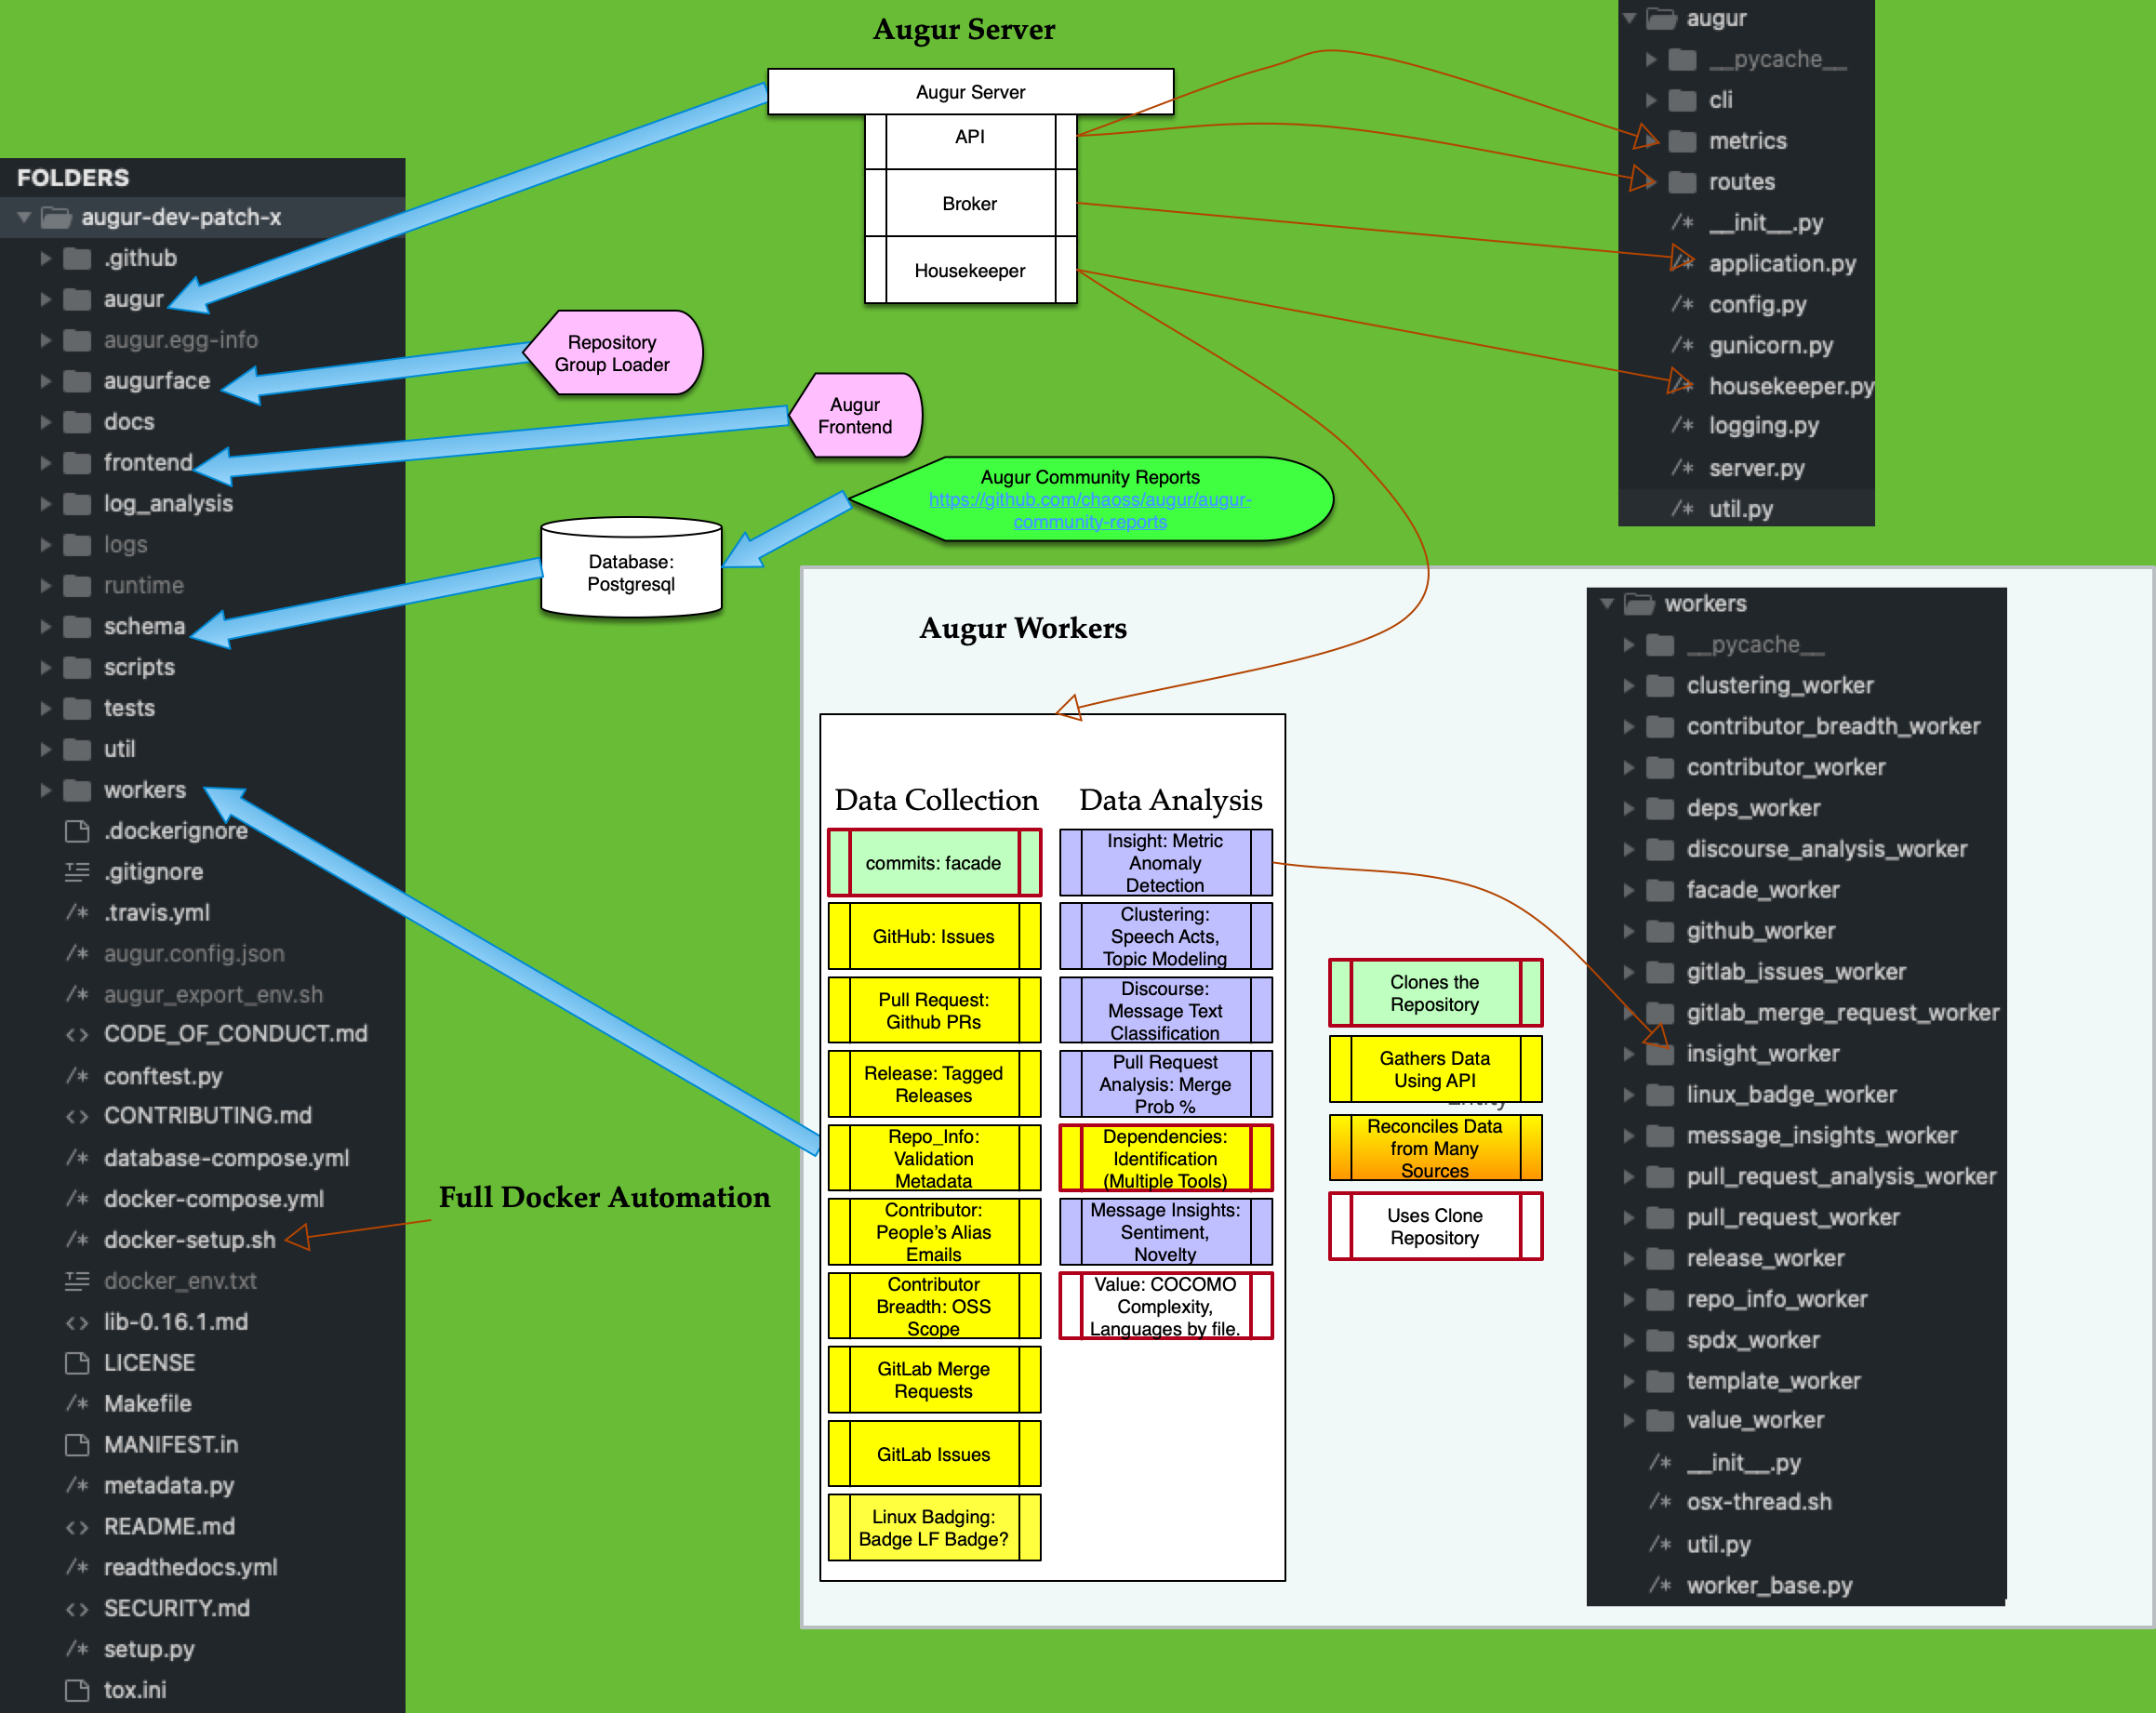 Augur Server
Augur Server
API
Broker
Housekeeper
augur
__pycache__
cli
metrics
routes
__init__.py
application.py
config.py
gunicorn.py
housekeeper.py
logging.py
server.py
util.py
FOLDERS
augur-dev-patch-x
.github
augur
augur.egg-info
augurface
docs
frontend
log_analysis
logs
runtime
schema
scripts
tests
util
workers
.dockerignore
.gitignore
.travis.yml
augur.config.json
augur_export_env.sh
CODE_OF_CONDUCT.md
conftest.py
CONTRIBUTING.md
database-compose.yml
docker-compose.yml
docker-setup.sh
docker_env.txt
lib-0.16.1.md
LICENSE
Makefile
MANIFEST.in
metadata.py
README.md
readthedocs.yml
SECURITY.md
setup.py
tox.ini
Repository
Group Loader
Augur
Frontend
Augur Community Reports
https://github.com/chaoss/augur/augur-
community-reports
Database:
Postgresql
Full Docker Automation
Augur Workers
Data Collection
commits: facade
GitHub: Issues
Pull Request:
Github PRs
Release: Tagged
Releases
Repo_Info:
Validation
Metadata
Contributor:
People's Alias
Emails
Contributor
Breadth: OSS
Scope
GitLab Merge
Requests
GitLab Issues
Linux Badging:
Badge LF Badge?
Data Analysis
Insight: Metric
Anomaly
Detection
Clustering:
Speech Acts,
Topic Modeling
Discourse:
Message Text
Classification
Pull Request
Analysis: Merge
Prob %
Dependencies:
Identification
(Multiple Tools)
Message Insights:
Sentiment,
Novelty
Value: COCOMO
Complexity,
Languages by file.
Clones the
Repository
Gathers Data
Using API
Reconciles Data
from Many
Sources
Uses Clone
Repository
workers
__pycache__
clustering_worker
contributor_breadth_worker
contributor_worker
deps_worker
discourse_analysis_worker
facade_worker
github_worker
gitlab_issues_worker
gitlab_merge_request_worker
insight_worker
linux_badge_worker
message_insights_worker
pull_request_analysis_worker
pull_request_worker
release_worker
repo_info_worker
spdx_worker
template_worker
value_worker
__init__.py
osx-thread.sh
util.py
worker_base.py